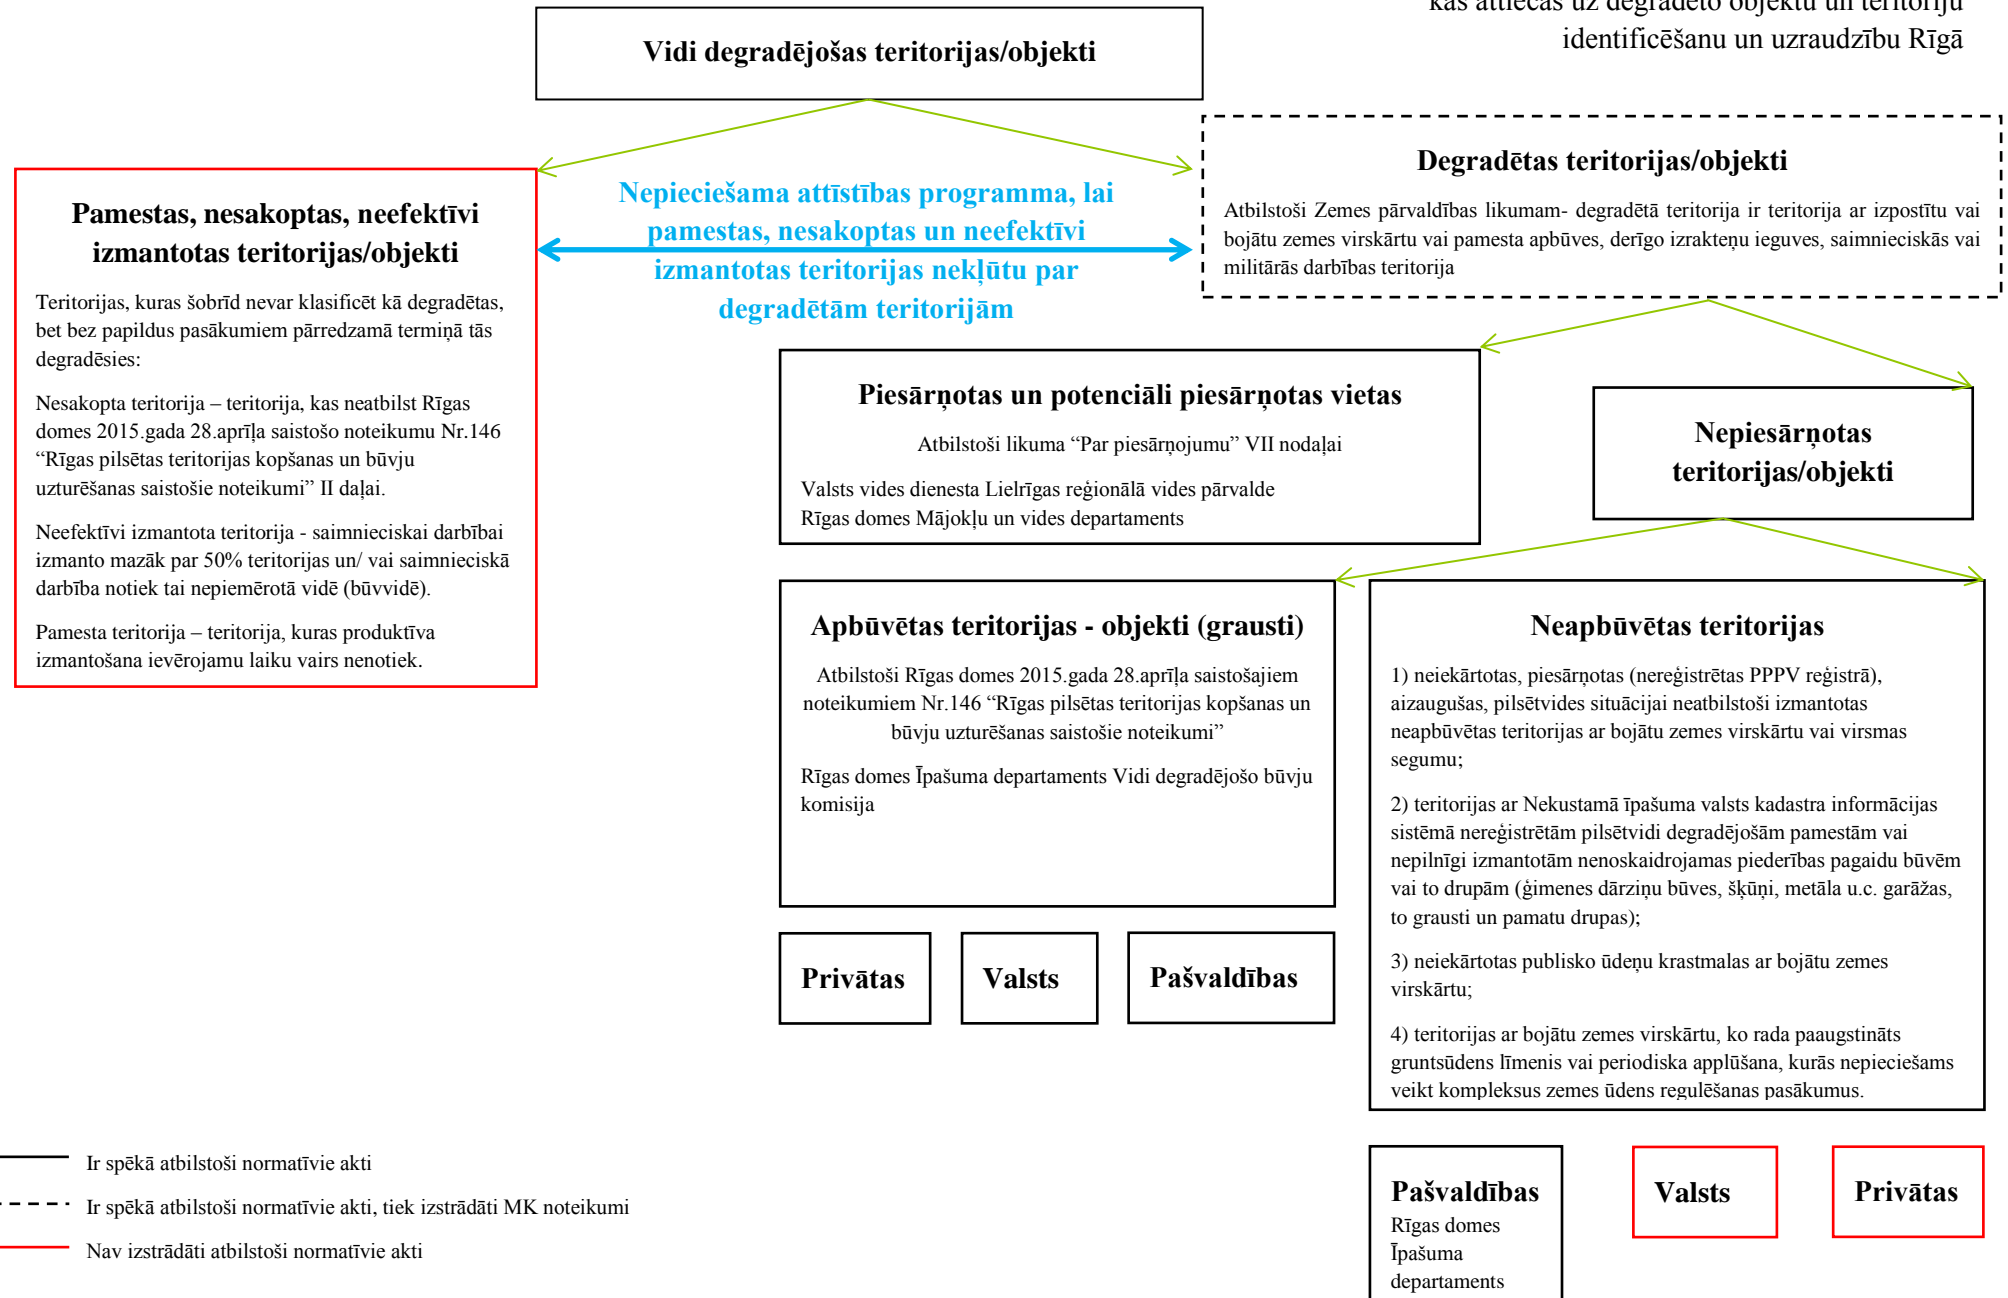 kas attiecas uz degradēto objektu un teritoriju
identificēšanu un uzraudzību Rīgā
Vidi degradējošas teritorijas/objekti
Pamestas, nesakoptas, neefektīvi
izmantotas teritorijas/objekti
Teritorijas, kuras šobrīd nevar klasificēt kā degradētas,
bet bez papildus pasākumiem pārredzamā termiņā tās
degradēsies:
Nesakopta teritorija – teritorija, kas neatbilst Rīgas
domes 2015.gada 28.aprīļa saistošo noteikumu Nr.146
“Rīgas pilsētas teritorijas kopšanas un būvju
uzturēšanas saistošie noteikumi” II daļai.
Neefektīvi izmantota teritorija - saimnieciskai darbībai
izmanto mazāk par 50% teritorijas un/ vai saimnieciskā
darbība notiek tai nepiemērotā vidē (būvvidē).
Pamesta teritorija – teritorija, kuras produktīva
izmantošana ievērojamu laiku vairs nenotiek.
Nepieciešama attīstības programma, lai
pamestas, nesakoptas un neefektīvi
izmantotas teritorijas nekļūtu par
degradētām teritorijām
Degradētas teritorijas/objekti
Atbilstoši Zemes pārvaldības likumam- degradētā teritorija ir teritorija ar izpostītu vai
bojātu zemes virskārtu vai pamesta apbūves, derīgo izrakteņu ieguves, saimnieciskās vai
militārās darbības teritorija
Piesārņotas un potenciāli piesārņotas vietas
Atbilstoši likuma “Par piesārņojumu” VII nodaļai
Valsts vides dienesta Lielrīgas reģionālā vides pārvalde
Rīgas domes Mājokļu un vides departaments
Nepiesārņotas
teritorijas/objekti
Apbūvētas teritorijas - objekti (grausti)
Atbilstoši Rīgas domes 2015.gada 28.aprīļa saistošajiem
noteikumiem Nr.146 “Rīgas pilsētas teritorijas kopšanas un
būvju uzturēšanas saistošie noteikumi”
Rīgas domes Īpašuma departaments Vidi degradējošo būvju
komisija
Privātas
Valsts
Pašvaldības
Neapbūvētas teritorijas
1) neiekārtotas, piesārņotas (nereģistrētas PPPV reģistrā),
aizaugušas, pilsētvides situācijai neatbilstoši izmantotas
neapbūvētas teritorijas ar bojātu zemes virskārtu vai virsmas
segumu;
2) teritorijas ar Nekustamā īpašuma valsts kadastra informācijas
sistēmā nereģistrētām pilsētvidi degradējošām pamestām vai
nepilnīgi izmantotām nenoskaidrojamas piederības pagaidu būvēm
vai to drupām (ģimenes dārziņu būves, šķūņi, metāla u.c. garāžas,
to grausti un pamatu drupas);
3) neiekārtotas publisko ūdeņu krastmalas ar bojātu zemes
virskārtu;
4) teritorijas ar bojātu zemes virskārtu, ko rada paaugstināts
gruntsūdens līmenis vai periodiska applūšana, kurās nepieciešams
veikt kompleksus zemes ūdens regulēšanas pasākumus.
Pašvaldības
Rīgas domes
Īpašuma
departaments
Valsts
Privātas
Ir spēkā atbilstoši normatīvie akti
Ir spēkā atbilstoši normatīvie akti, tiek izstrādāti MK noteikumi
Nav izstrādāti atbilstoši normatīvie akti